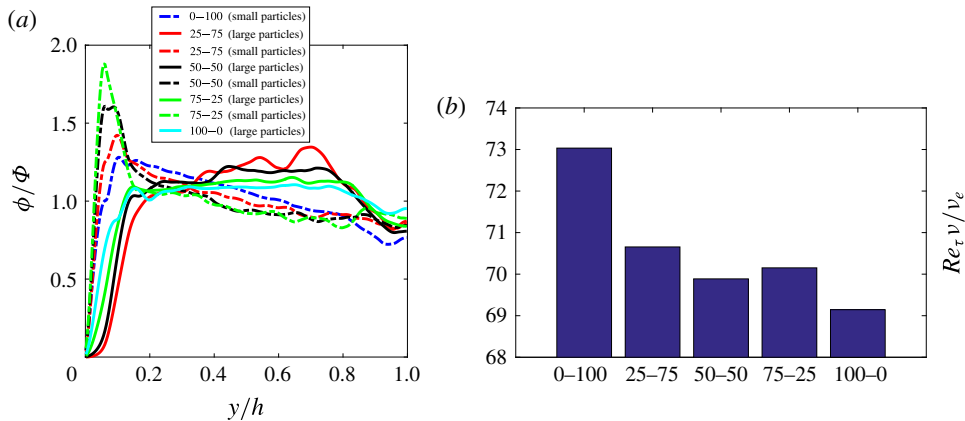 (a)
0–100 (small particles)
25–75 (large particles)
25–75 (small particles)
50–50 (large particles)
50–50 (small particles)
75–25 (large particles)
75–25 (small particles)
100–0 (large particles)
2.0
1.5
1.0
0.5
0
0.2
0.4
0.6
0.8
1.0
ϕ/Φ
y/h
(b)
74
73
72
71
70
69
68
0–100
25–75
50–50
75–25
100–0
Re_τ ν/ν_e